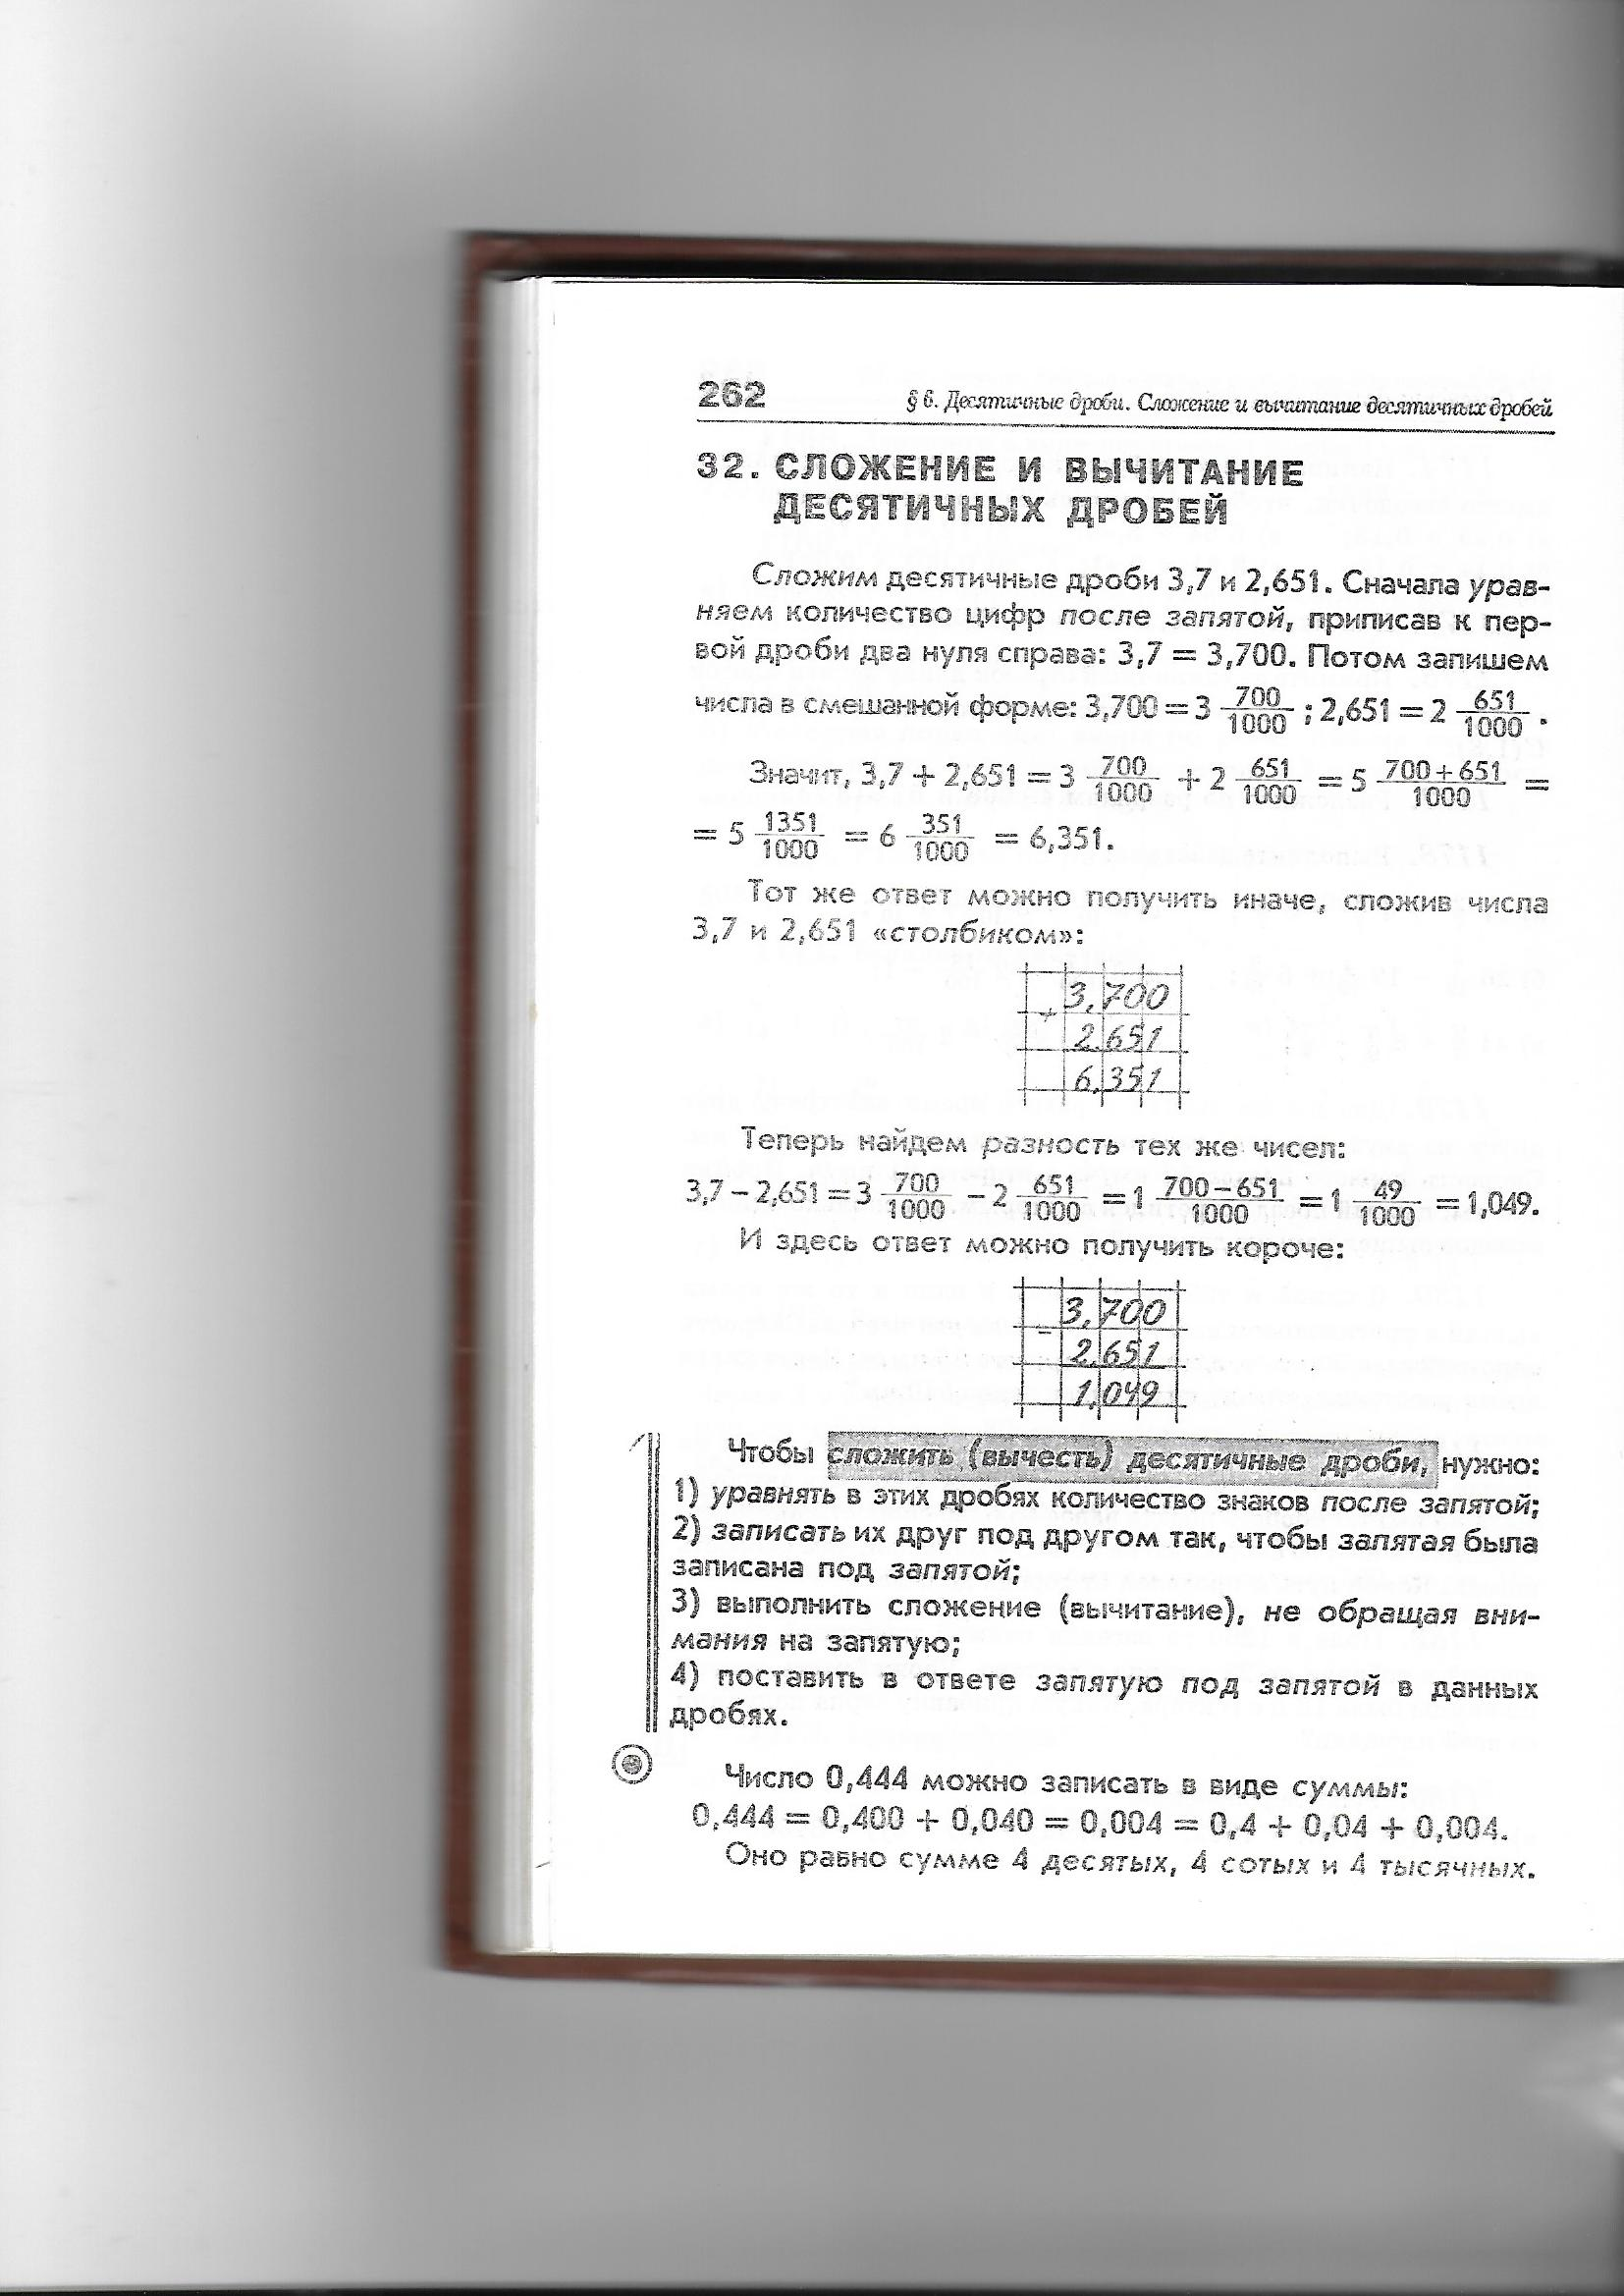 262
§ 6. Десятичные дроби. Сложение и вычитание десятичных дробей
32. СЛОЖЕНИЕ И ВЫЧИТАНИЕ
ДЕСЯТИЧНЫХ ДРОБЕЙ
Сложим десятичные дроби 3,7 и 2,651. Сначала урав-
няем количество цифр после запятой, приписав к пер-
вой дроби два нуля справа: 3,7 = 3,700. Потом запишем
числа в смешанной форме: 3,700 = 3 700/1000 ; 2,651 = 2 651/1000 .
Значит, 3,7 + 2,651 = 3 700/1000 + 2 651/1000 = 5 700+651/1000 =
= 5 1351/1000 = 6 351/1000 = 6,351.
Тот же ответ можно получить иначе, сложив числа
3,7 и 2,651 «столбиком»:
3,700
+
2,651
6,351
Теперь найдем разность тех же чисел:
3,7 – 2,651 = 3 700/1000 – 2 651/1000 = 1 700–651/1000 = 1 49/1000 = 1,049.
И здесь ответ можно получить короче:
3,700
–
2,651
1,049
Чтобы сложить (вычесть) десятичные дроби, нужно:
1) уравнять в этих дробях количество знаков после запятой;
2) записать их друг под другом так, чтобы запятая была
записана под запятой;
3) выполнить сложение (вычитание), не обращая вни-
мания на запятую;
4) поставить в ответе запятую под запятой в данных
дробях.
Число 0,444 можно записать в виде суммы:
0,444 = 0,400 + 0,040 = 0,004 = 0,4 + 0,04 + 0,004.
Оно равно сумме 4 десятых, 4 сотых и 4 тысячных.